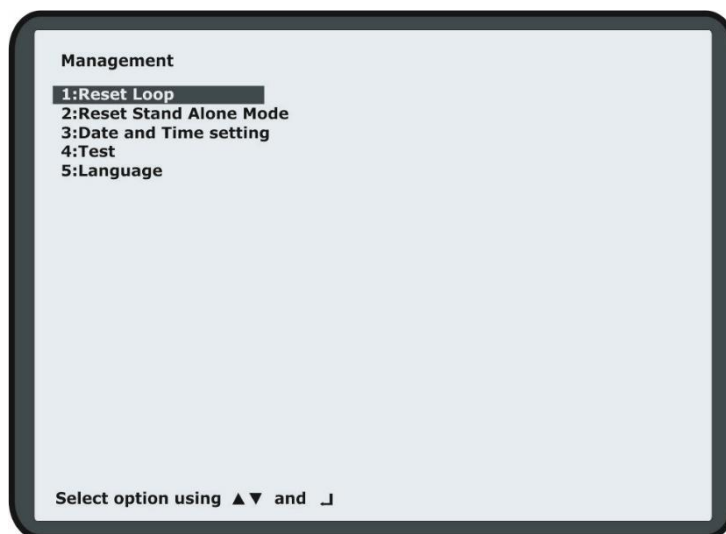 Management
1:Reset Loop
2:Reset Stand Alone Mode
3:Date and Time setting
4:Test
5:Language
Select option using ▲▼ and ↵